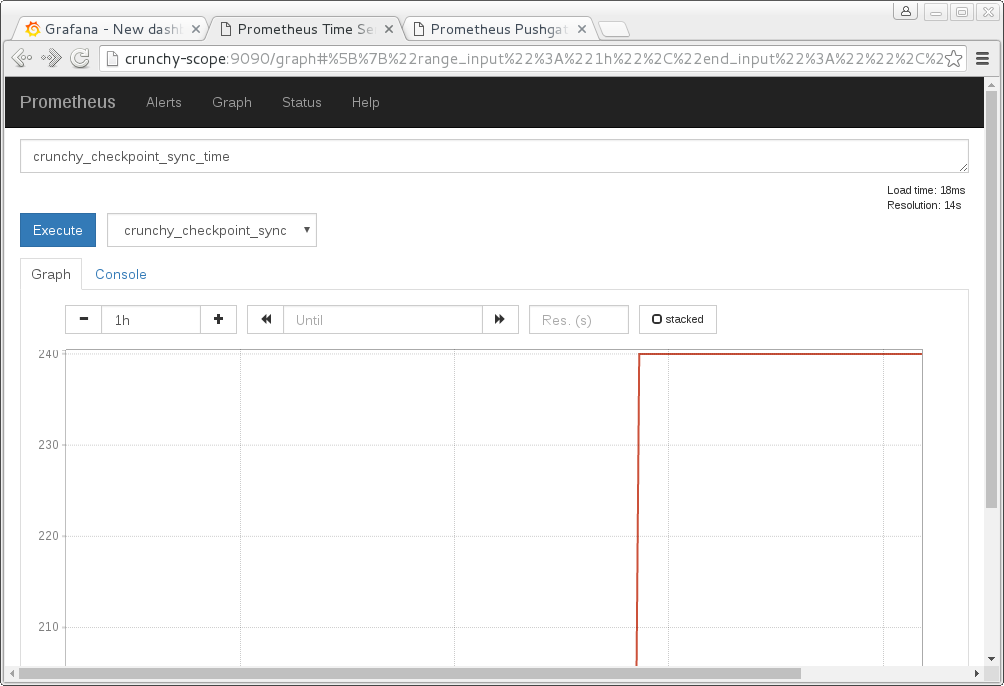 Grafana - New dash
Prometheus Time Se
Prometheus Pushgat
crunchy-scope:9090/graph#%5B%7B%22range_input%22%3A%221h%22%2C%22end_input%22%3A%22%22%2C%2
Prometheus Alerts Graph Status Help
crunchy_checkpoint_sync_time
Load time: 18ms
Resolution: 14s
Execute crunchy_checkpoint_sync
Graph Console
1h Until Res. (s) stacked
240
230
220
210